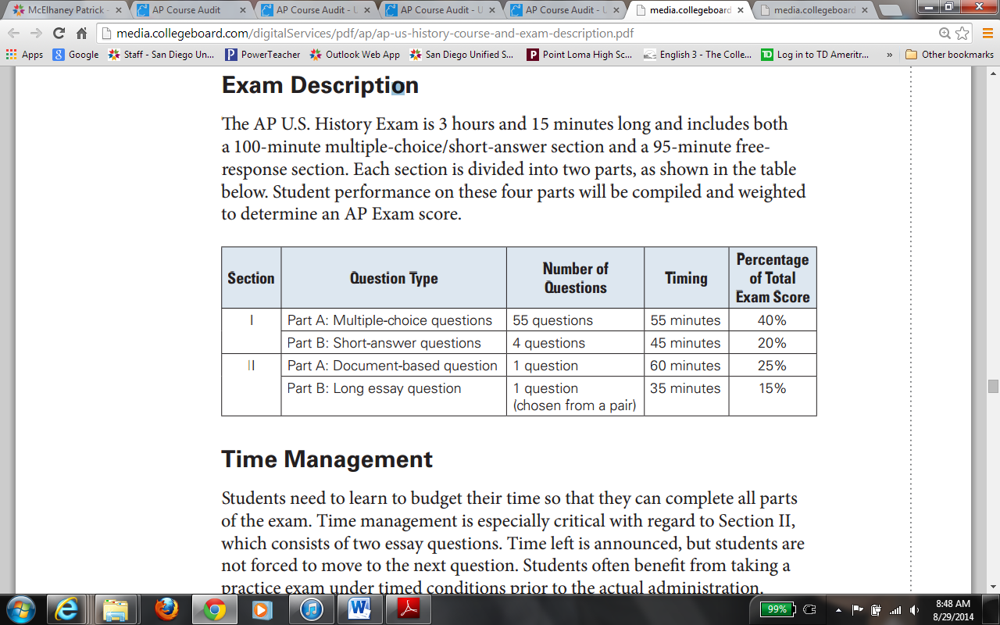 McElhaney Patrick -
AP Course Audit
AP Course Audit - U
AP Course Audit - U
AP Course Audit - U
media.collegeboard
media.collegeboard
media.collegeboard.com/digitalServices/pdf/ap/ap-us-history-course-and-exam-description.pdf
Apps Google Staff - San Diego Un... PowerTeacher Outlook Web App San Diego Unified S... Point Loma High Sc... English 3 - The Colle... TD Log in to TD Ameritr... » Other bookmarks
Exam Description
The AP U.S. History Exam is 3 hours and 15 minutes long and includes both
a 100-minute multiple-choice/short-answer section and a 95-minute free-
response section. Each section is divided into two parts, as shown in the table
below. Student performance on these four parts will be compiled and weighted
to determine an AP Exam score.
Section Question Type Number of Questions Timing Percentage of Total Exam Score
I Part A: Multiple-choice questions 55 questions 55 minutes 40%
Part B: Short-answer questions 4 questions 45 minutes 20%
II Part A: Document-based question 1 question 60 minutes 25%
Part B: Long essay question 1 question 35 minutes 15%
(chosen from a pair)
Time Management
Students need to learn to budget their time so that they can complete all parts
of the exam. Time management is especially critical with regard to Section II,
which consists of two essay questions. Time left is announced, but students are
not forced to move to the next question. Students often benefit from taking a
practice exam under timed conditions prior to the actual administration.
99%
8:48 AM
8/29/2014